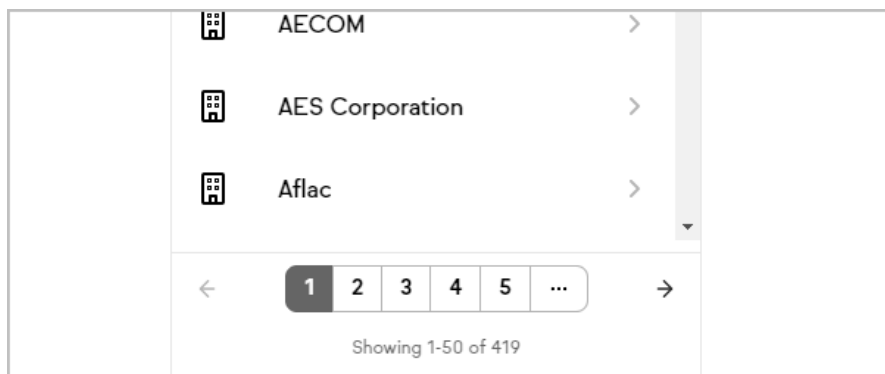 AECOM
AES Corporation
Aflac
1 2 3 4 5 ...
Showing 1-50 of 419